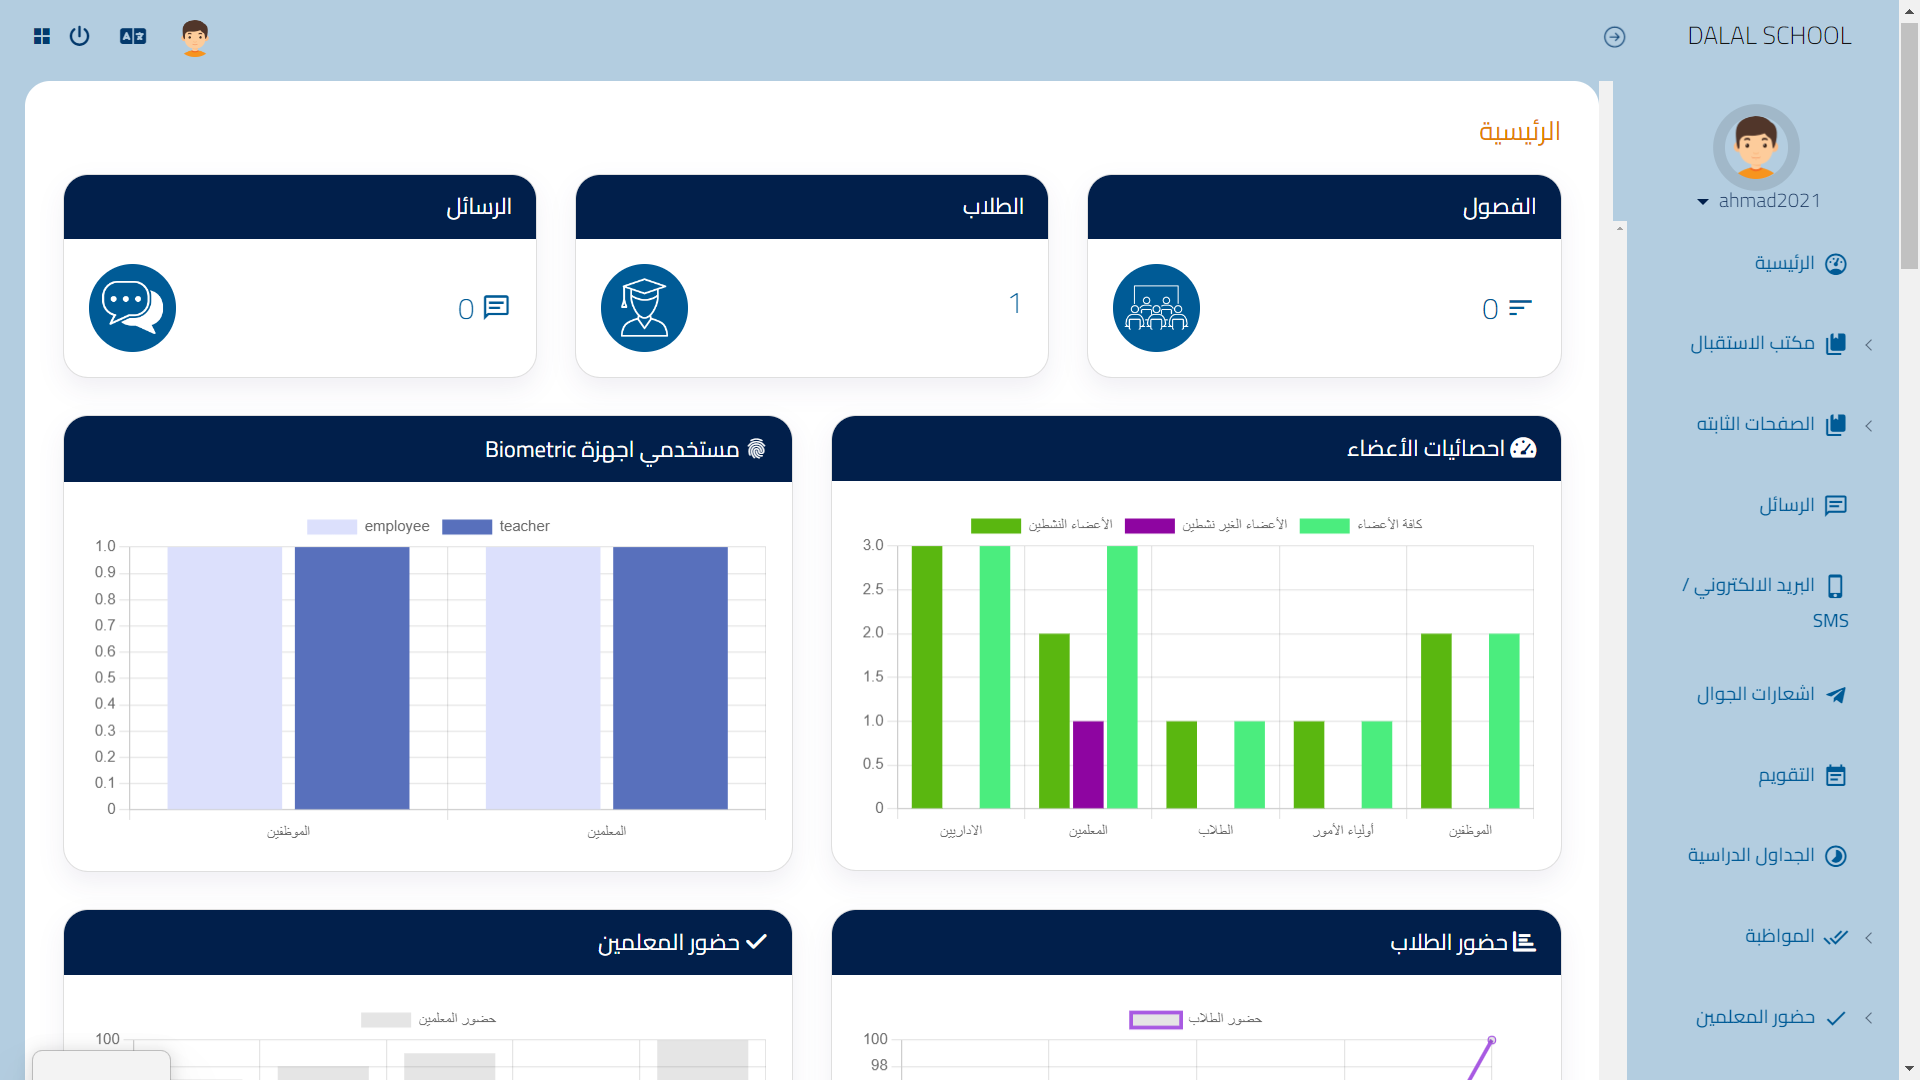 DALAL SCHOOL
ahmad2021
الرئيسية
مكتب الاستقبال
الصفحات الثابته
الرسائل
البريد الالكتروني /
SMS
اشعارات الجوال
التقويم
الجداول الدراسية
المواظبة
حضور المعلمين
الرئيسية
الفصول
0
الطلاب
1
الرسائل
0
احصائيات الأعضاء
كافة الأعضاء
الأعضاء الغير نشطين
الأعضاء النشطين
3.0
2.5
2.0
1.5
1.0
0.5
0
الاداريين
المعلمين
الطلاب
أولياء الأمور
الموظفين
مستخدمي اجهزة Biometric
employee
teacher
1.0
0.9
0.8
0.7
0.6
0.5
0.4
0.3
0.2
0.1
0
الموظفين
المعلمين
حضور الطلاب
حضور الطلاب
100
98
حضور المعلمين
حضور المعلمين
100